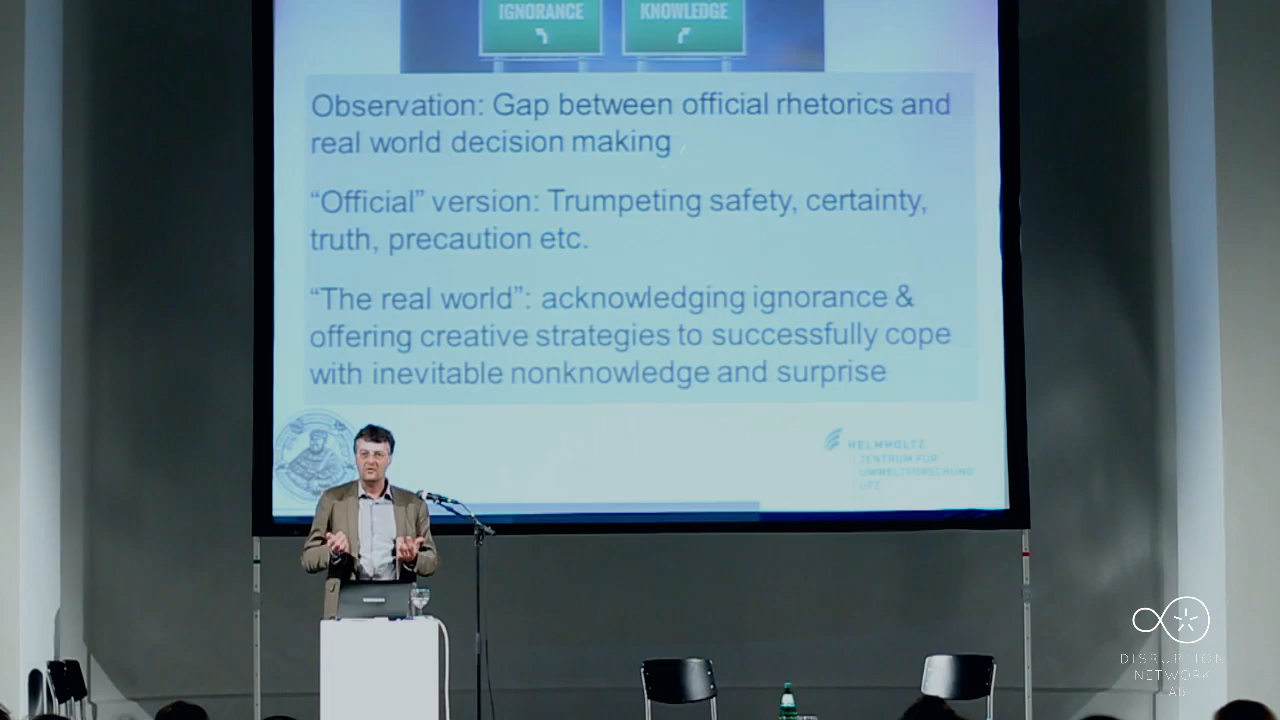 IGNORANCE
KNOWLEDGE
Observation: Gap between official rhetorics and
real world decision making
“Official” version: Trumpeting safety, certainty,
truth, precaution etc.
“The real world”: acknowledging ignorance &
offering creative strategies to successfully cope
with inevitable nonknowledge and surprise
HELMHOLTZ
ZENTRUM FÜR
UMWELTFORSCHUNG
UFZ
DISRUPTION
NETWORK
LAB